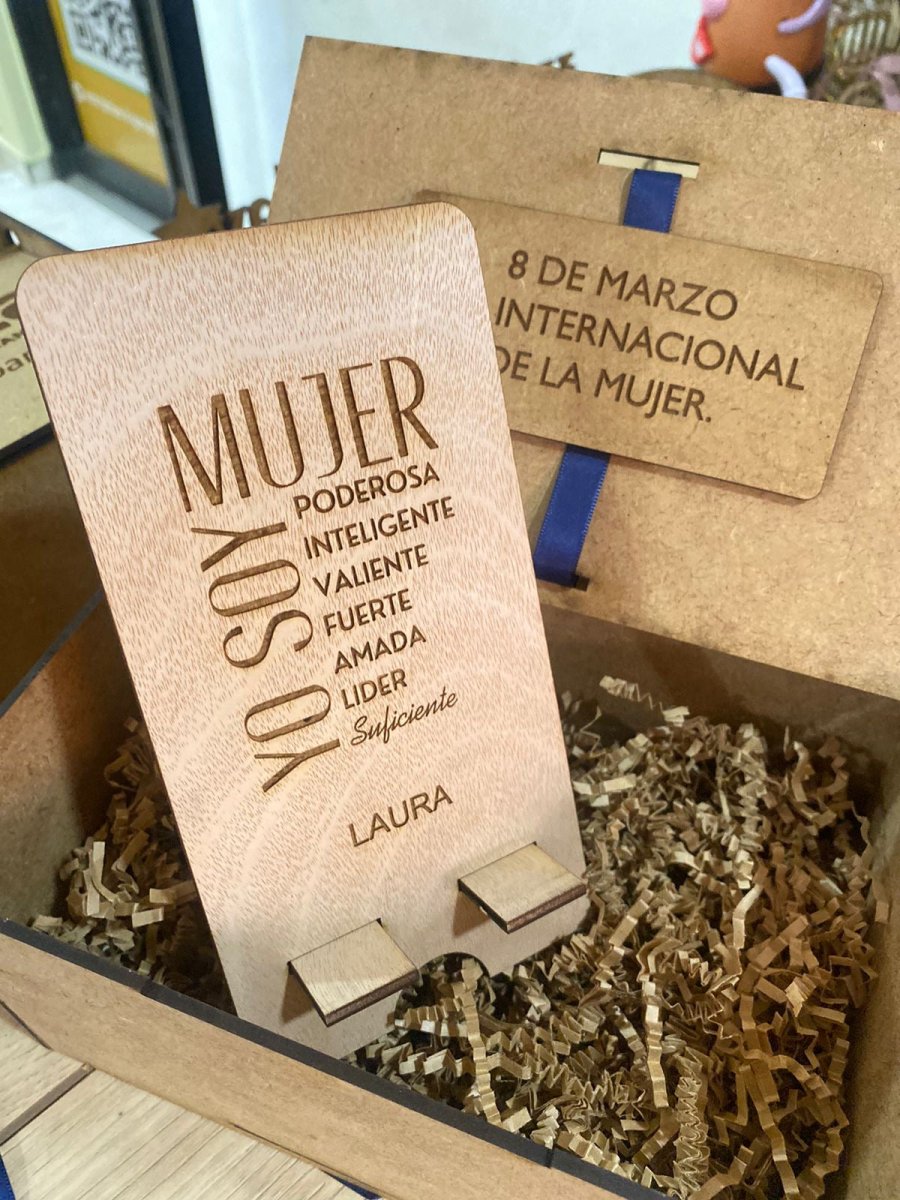 8 DE MARZO
INTERNACIONAL
DE LA MUJER.
MUJER
YO SOY
PODEROSA
INTELIGENTE
VALIENTE
FUERTE
AMADA
LIDER
Suficiente
LAURA